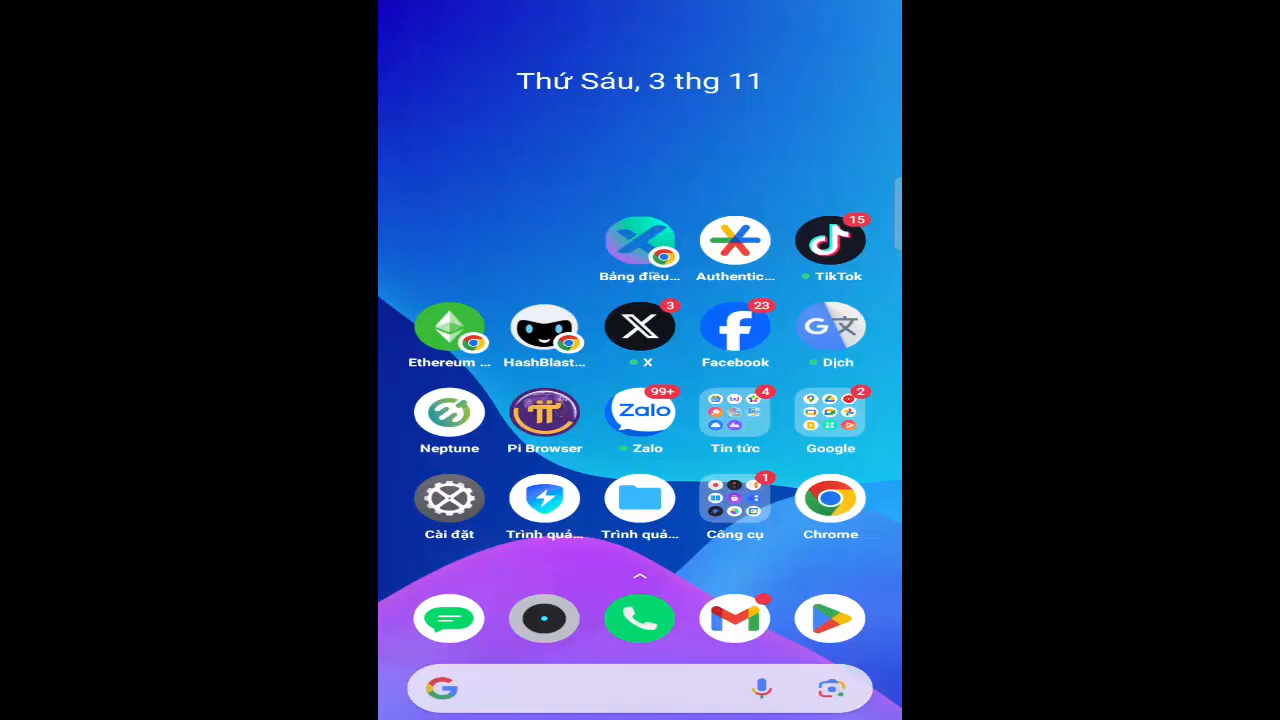 Thứ Sáu, 3 thg 11
15
Bảng điều... Authentic... TikTok
3 23
Ethereum ... HashBlast... X Facebook Dịch
99+ 4 2
Zalo
Neptune Pi Browser Zalo Tin tức Google
1
Cài đặt Trình quả... Trình quả... Công cụ Chrome